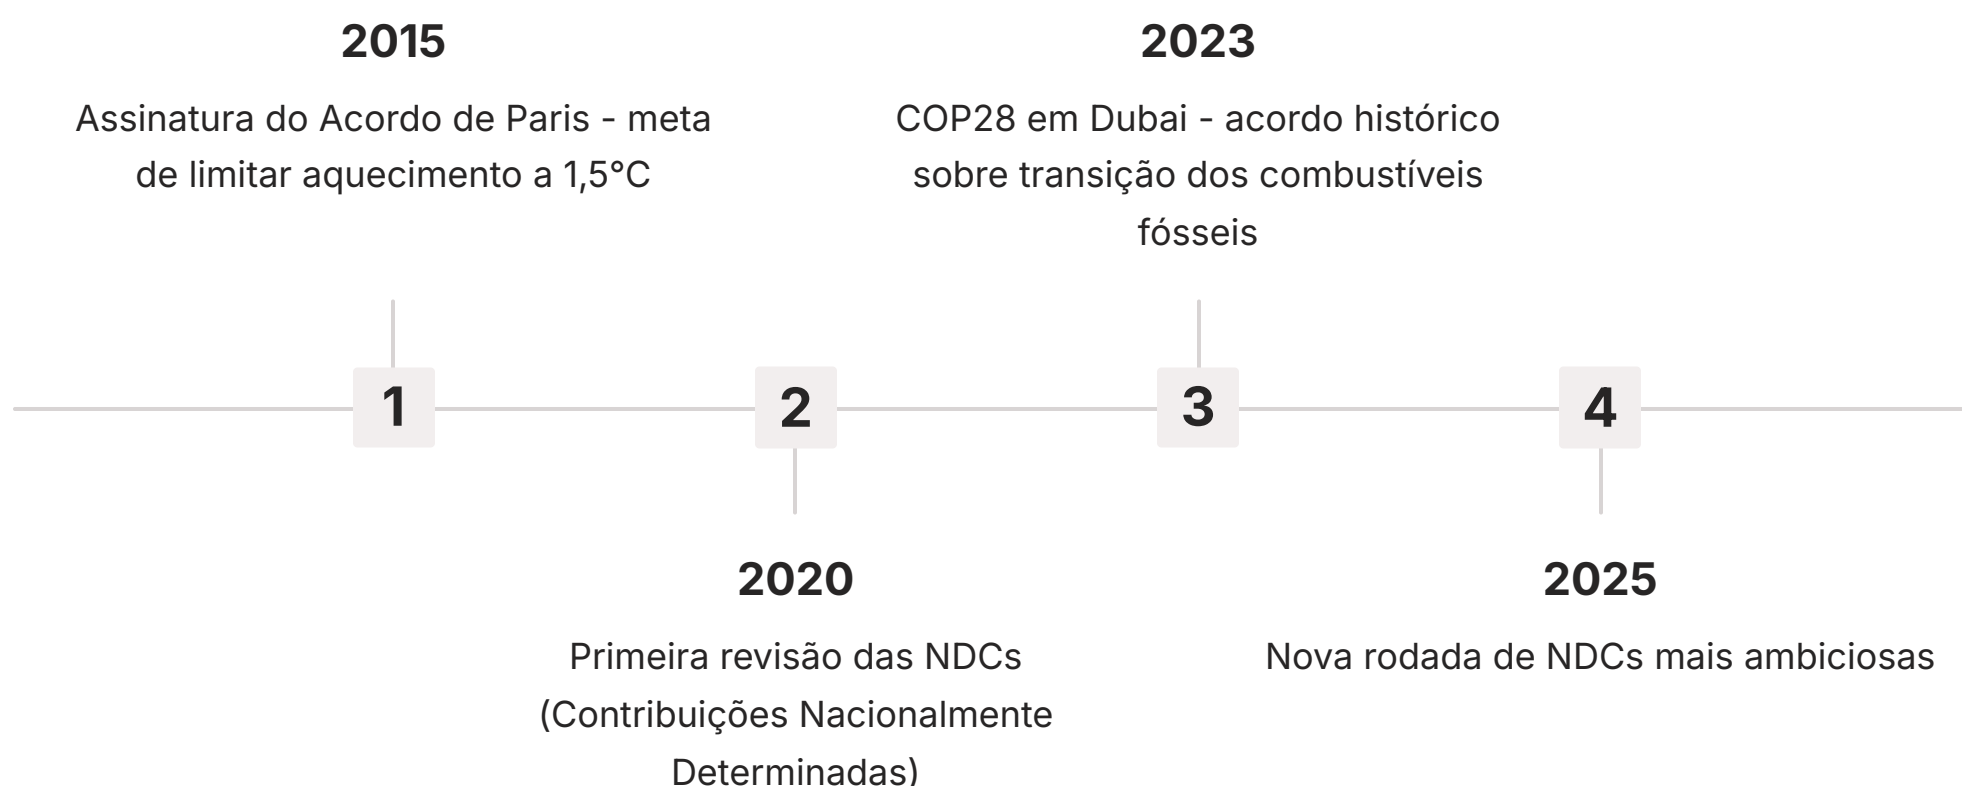 2015
Assinatura do Acordo de Paris - meta
de limitar aquecimento a 1,5°C
2023
COP28 em Dubai - acordo histórico
sobre transição dos combustíveis
fósseis
1
2
3
4
2020
Primeira revisão das NDCs
(Contribuições Nacionalmente
Determinadas)
2025
Nova rodada de NDCs mais ambiciosas